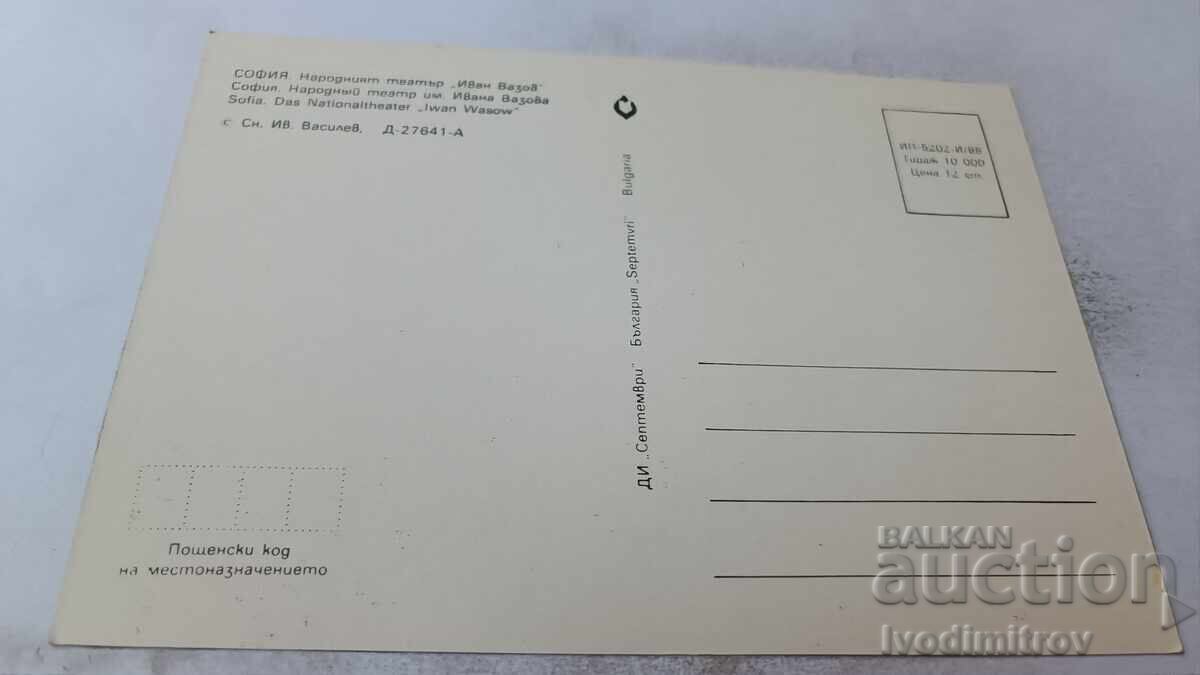 СОФИЯ. Народният театър „Иван Вазов“
София. Народный театр им. Ивана Вазова
Sofia. Das Nationaltheater „Iwan Wasow“
с Сн. Ив. Василев, Д-27641-А
ДИ „Септември“ България „Septemvri“ Bulgaria
Тираж 10 000
Цена 12 ст.
Пощенски код
на местоназначението
BALKAN
auction
Ivodimitrov